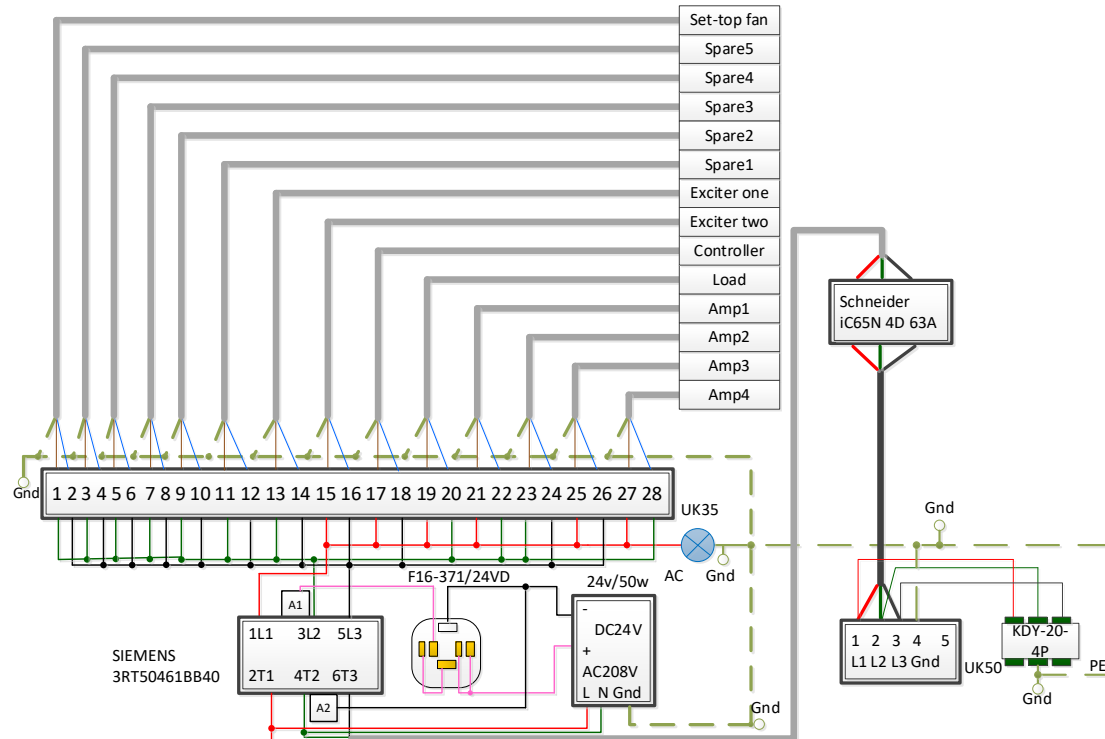 Set-top fan
Spare5
Spare4
Spare3
Spare2
Spare1
Exciter one
Exciter two
Controller
Load
Amp1
Amp2
Amp3
Amp4
Schneider
iC65N 4D 63A
Gnd
1 2 3 4 5 6 7 8 9 10 11 12 13 14 15 16 17 18 19 20 21 22 23 24 25 26 27 28
UK35
AC
Gnd
Gnd
F16-371/24VD
24v/50w
A1
1L1 3L2 5L3
2T1 4T2 6T3
A2
SIEMENS
3RT50461BB40
-
DC24V
+
AC208V
L N Gnd
Gnd
1 2 3 4 5
L1 L2 L3 Gnd
UK50
KDY-20-
4P
Gnd
PE